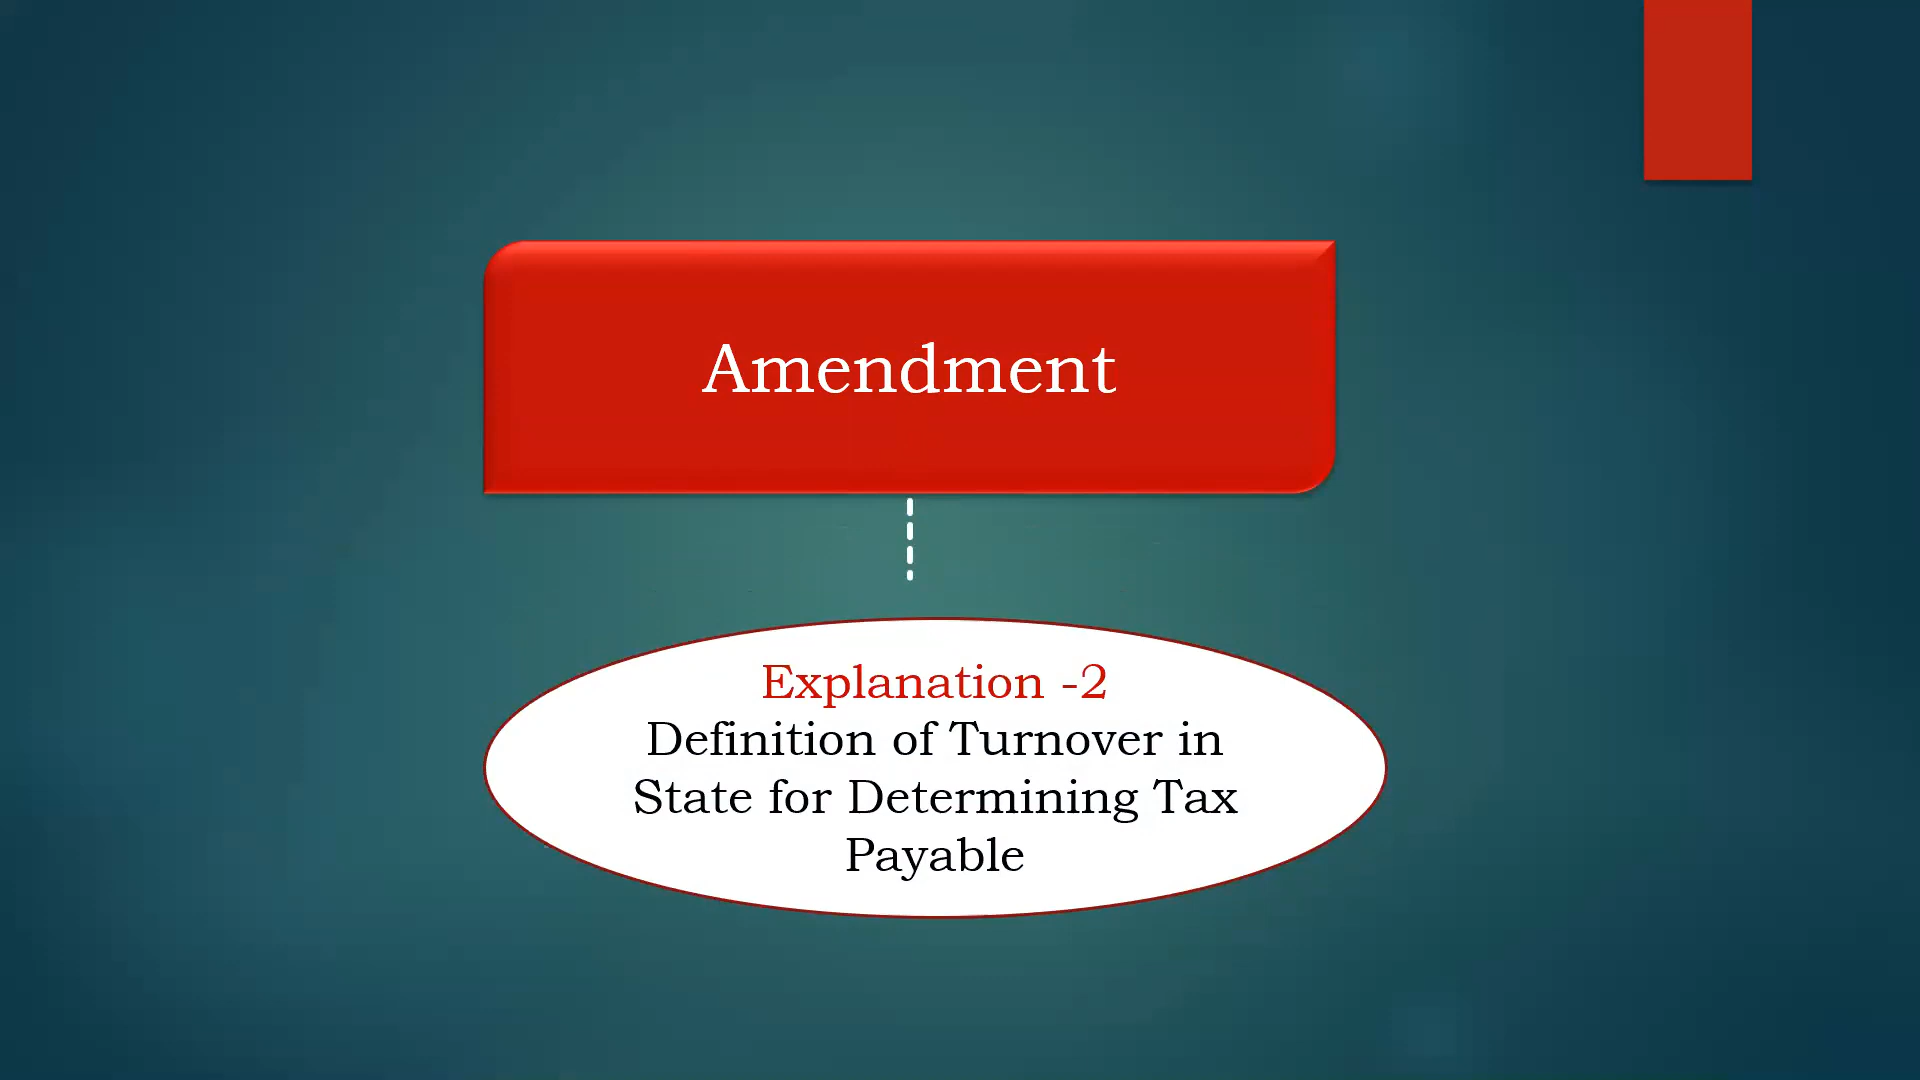 Amendment
Explanation -2
Definition of Turnover in
State for Determining Tax
Payable